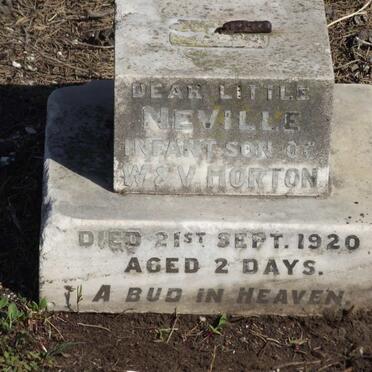 DEAR LITTLE
NEVILLE
INFANT SON OF
W & V. HORTON
DIED 21ST SEPT. 1920
AGED 2 DAYS.
A BUD IN HEAVEN.